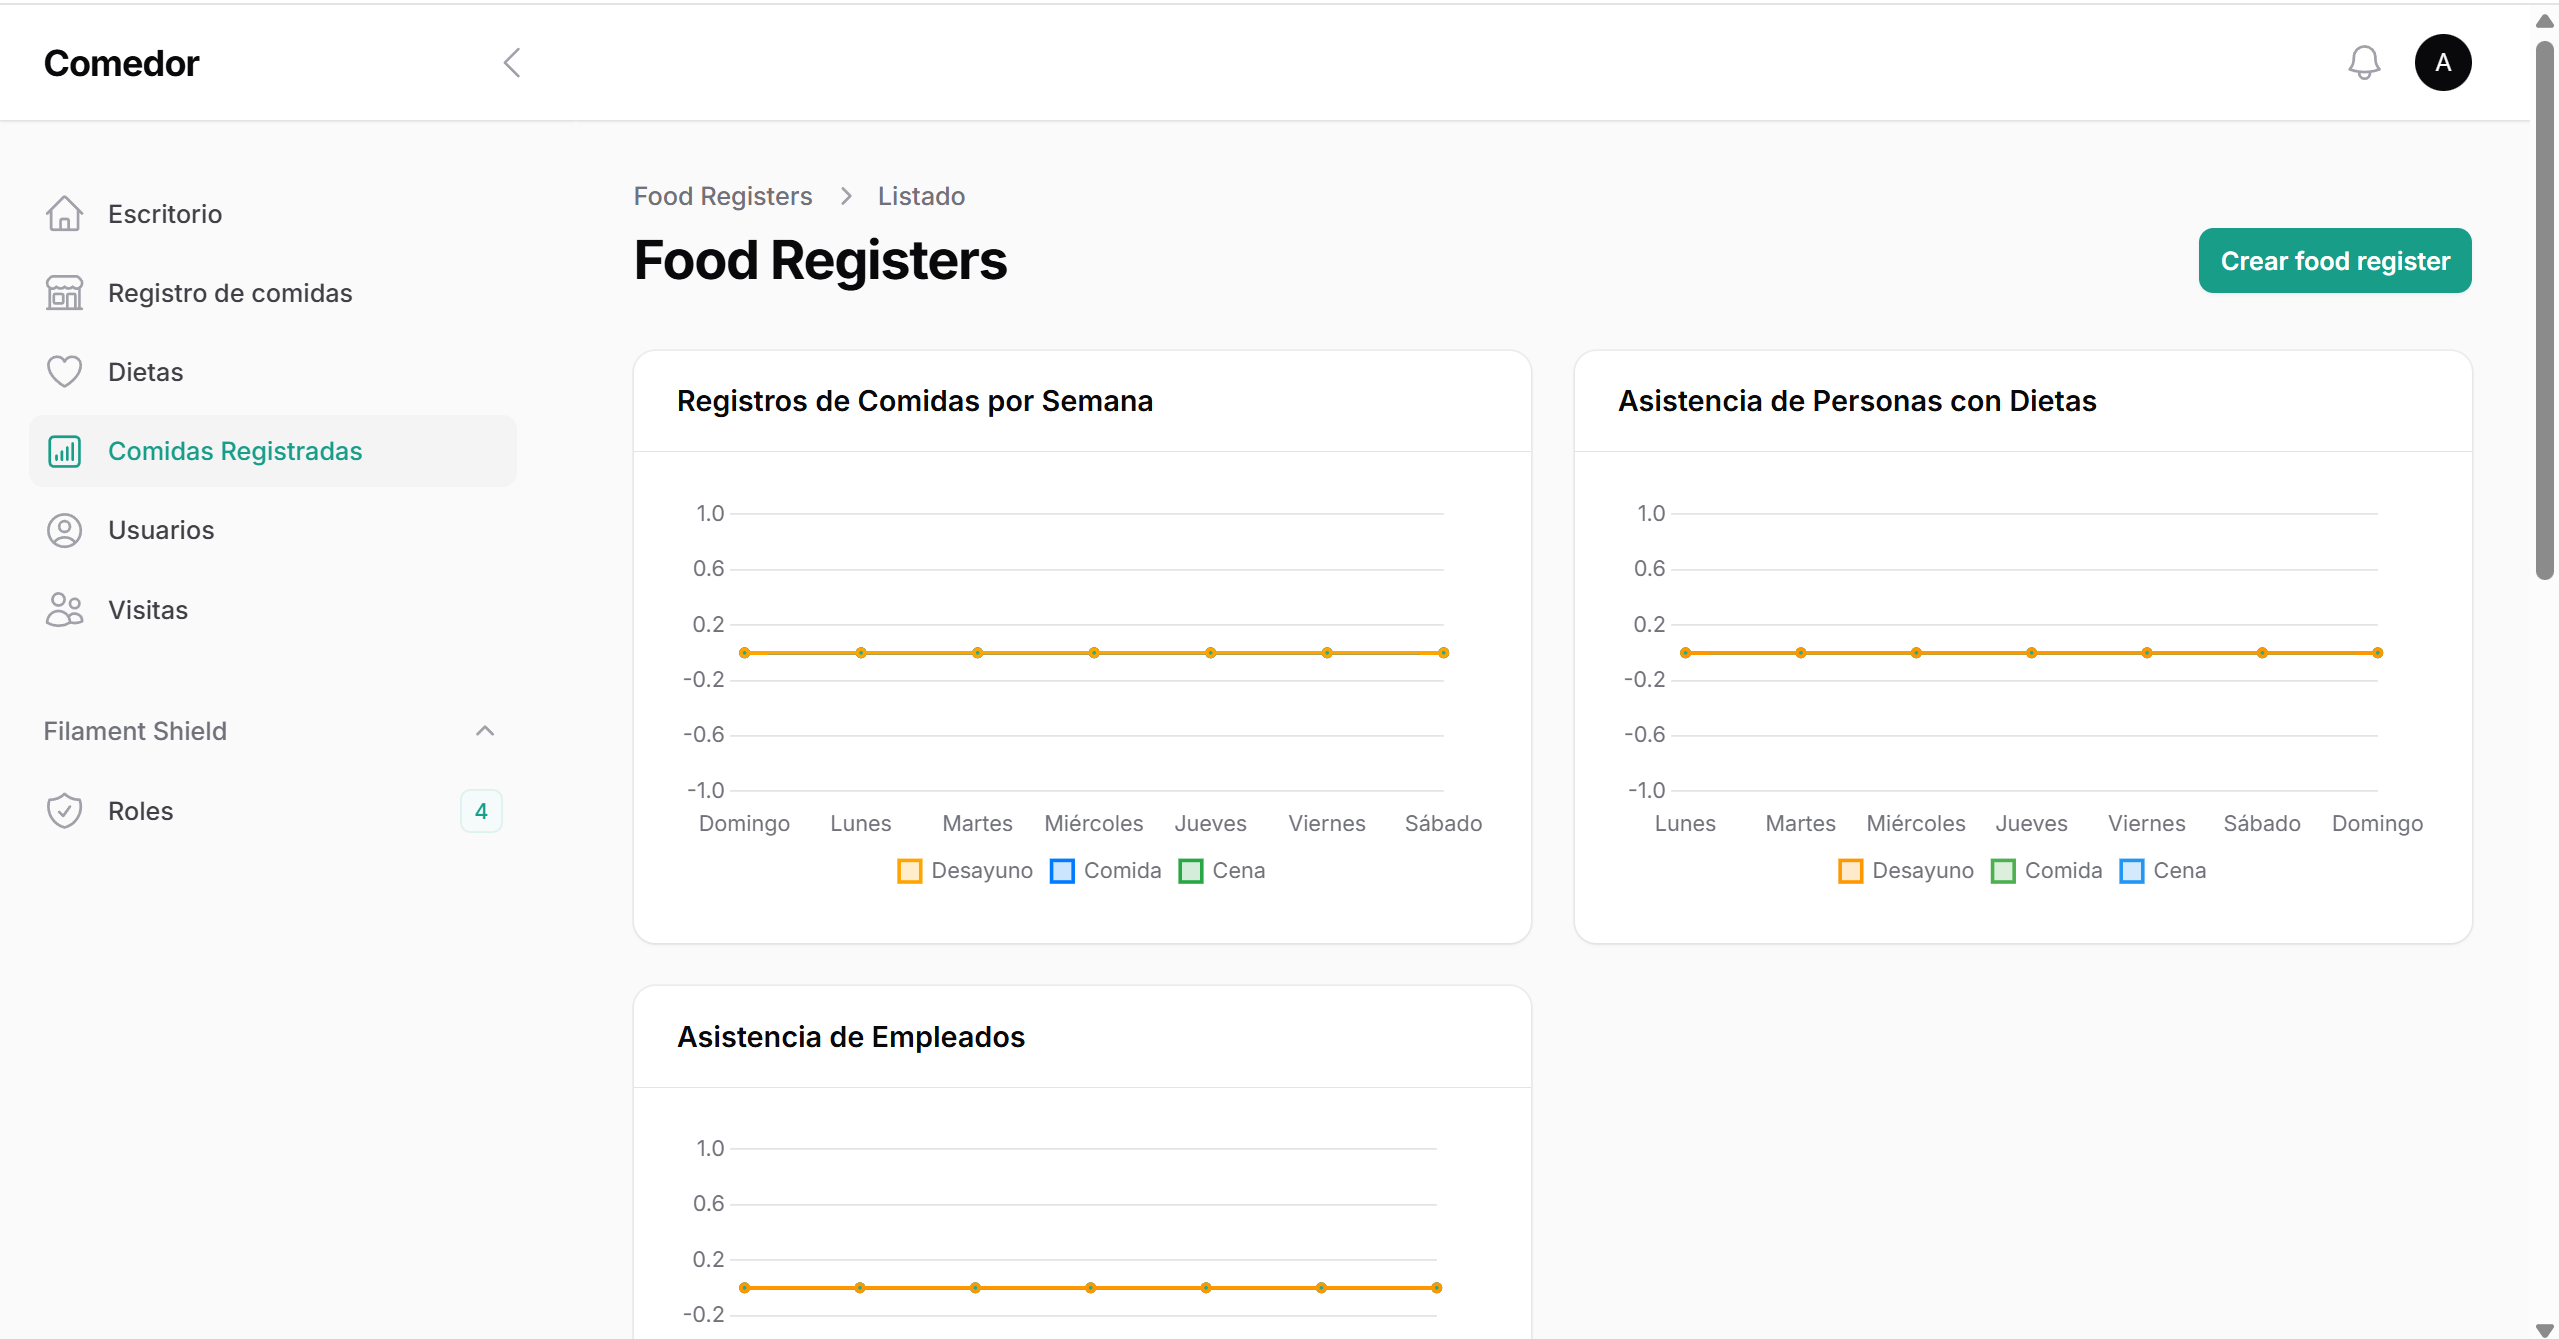 Comedor
A
Escritorio
Registro de comidas
Dietas
Comidas Registradas
Usuarios
Visitas
Filament Shield
Roles 4
Food Registers > Listado
Food Registers
Crear food register
Registros de Comidas por Semana
1.0
0.6
0.2
-0.2
-0.6
-1.0
Domingo Lunes Martes Miércoles Jueves Viernes Sábado
Desayuno Comida Cena
Asistencia de Personas con Dietas
1.0
0.6
0.2
-0.2
-0.6
-1.0
Lunes Martes Miércoles Jueves Viernes Sábado Domingo
Desayuno Comida Cena
Asistencia de Empleados
1.0
0.6
0.2
-0.2